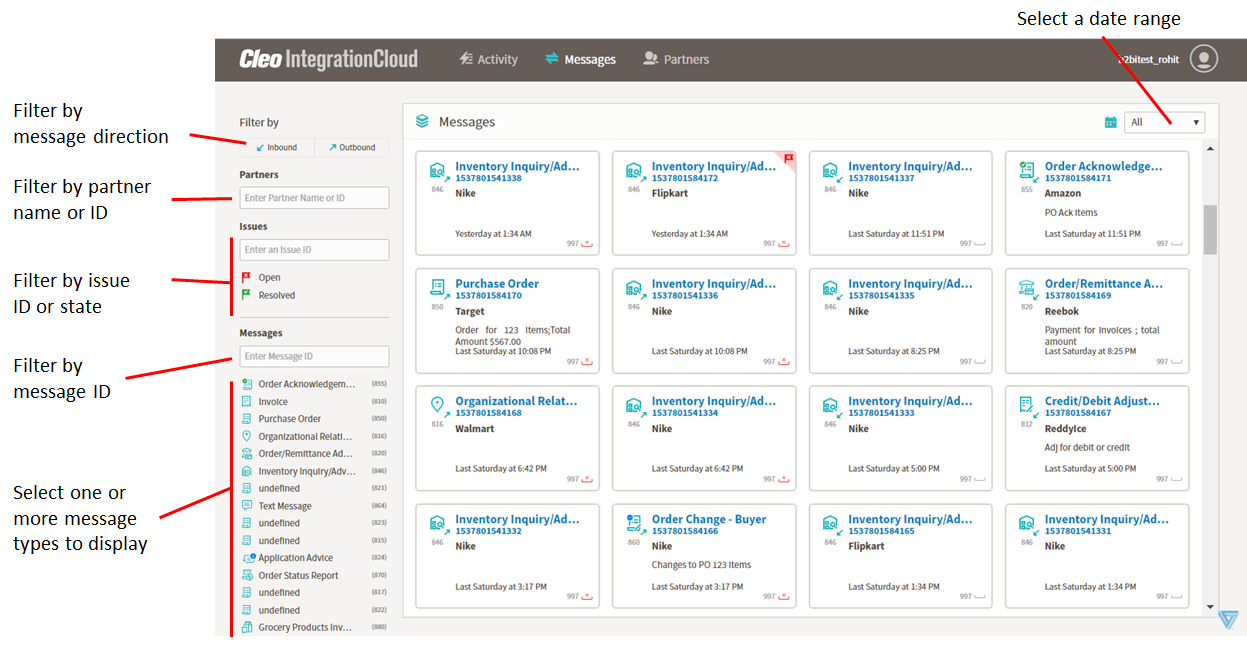 Select a date range
Cleo IntegrationCloud
Activity
Messages
Partners
b2bitest_rohit
Filter by
message direction
Filter by partner
name or ID
Filter by issue
ID or state
Filter by
message ID
Select one or
more message
types to display
Filter by
Inbound
Outbound
Partners
Enter Partner Name or ID
Issues
Enter an Issue ID
Open
Resolved
Messages
Enter Message ID
Order Acknowledgem... (855)
Invoice (810)
Purchase Order (850)
Organizational Relati... (816)
Order/Remittance Ad... (820)
Inventory Inquiry/Adv... (846)
undefined (821)
Text Message (864)
undefined (823)
undefined (815)
Application Advice (824)
Order Status Report (870)
undefined (817)
undefined (822)
Grocery Products Inv... (880)
Messages
All
Inventory Inquiry/Ad...
1537801541338
846
Nike
Yesterday at 1:34 AM
997
Inventory Inquiry/Ad...
1537801584172
846
Flipkart
Yesterday at 1:34 AM
997
Inventory Inquiry/Ad...
1537801541337
846
Nike
Last Saturday at 11:51 PM
997
Order Acknowledge...
1537801584171
855
Amazon
PO Ack Items
Last Saturday at 11:51 PM
997
Purchase Order
1537801584170
850
Target
Order for 123 Items;Total
Amount $567.00
Last Saturday at 10:08 PM
997
Inventory Inquiry/Ad...
1537801541336
846
Nike
Last Saturday at 10:08 PM
997
Inventory Inquiry/Ad...
1537801541335
846
Nike
Last Saturday at 8:25 PM
997
Order/Remittance A...
1537801584169
820
Reebok
Payment for Invoices ; total
amount
Last Saturday at 8:25 PM
997
Organizational Relat...
1537801584168
816
Walmart
Last Saturday at 6:42 PM
997
Inventory Inquiry/Ad...
1537801541334
846
Nike
Last Saturday at 6:42 PM
997
Inventory Inquiry/Ad...
1537801541333
846
Nike
Last Saturday at 5:00 PM
997
Credit/Debit Adjust...
1537801584167
812
ReddyIce
Adj for debit or credit
Last Saturday at 5:00 PM
997
Inventory Inquiry/Ad...
1537801541332
846
Nike
Last Saturday at 3:17 PM
997
Order Change - Buyer
1537801584166
860
Nike
Changes to PO 123 Items
Last Saturday at 3:17 PM
997
Inventory Inquiry/Ad...
1537801584165
846
Flipkart
Last Saturday at 1:34 PM
997
Inventory Inquiry/Ad...
1537801541331
846
Nike
Last Saturday at 1:34 PM
997